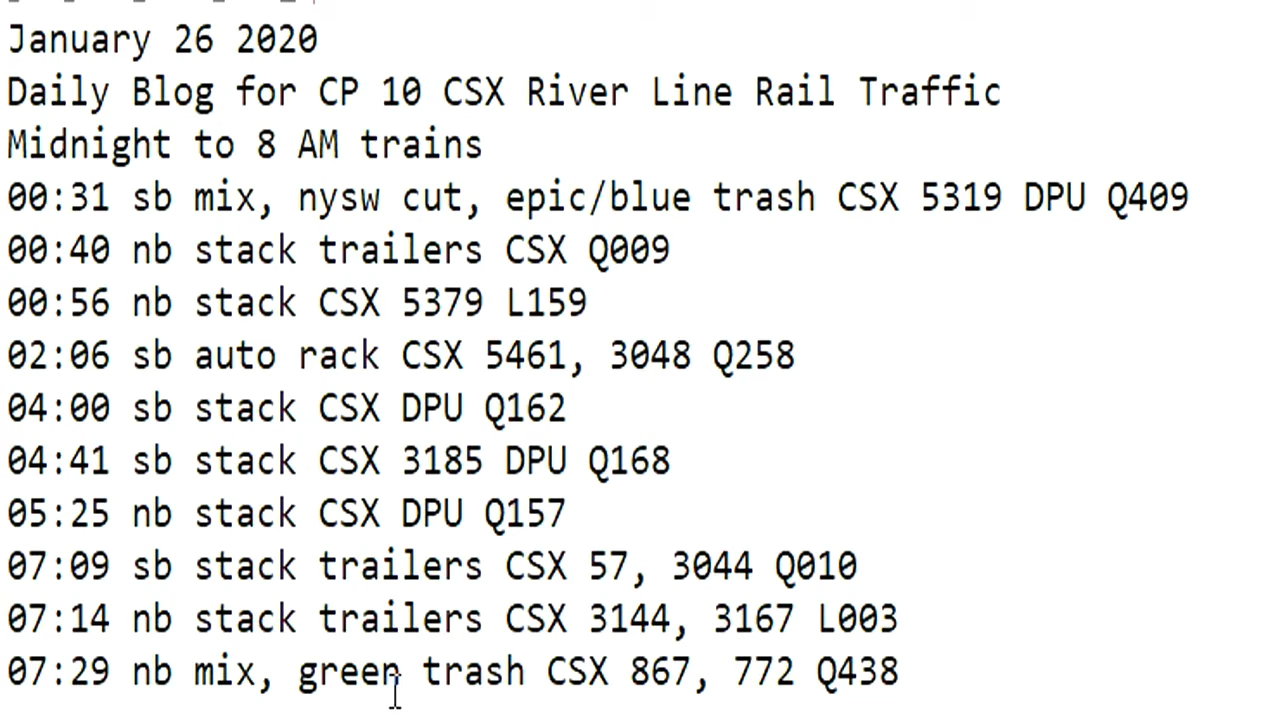 January 26 2020
Daily Blog for CP 10 CSX River Line Rail Traffic
Midnight to 8 AM trains
00:31 sb mix, nysw cut, epic/blue trash CSX 5319 DPU Q409
00:40 nb stack trailers CSX Q009
00:56 nb stack CSX 5379 L159
02:06 sb auto rack CSX 5461, 3048 Q258
04:00 sb stack CSX DPU Q162
04:41 sb stack CSX 3185 DPU Q168
05:25 nb stack CSX DPU Q157
07:09 sb stack trailers CSX 57, 3044 Q010
07:14 nb stack trailers CSX 3144, 3167 L003
07:29 nb mix, green trash CSX 867, 772 Q438